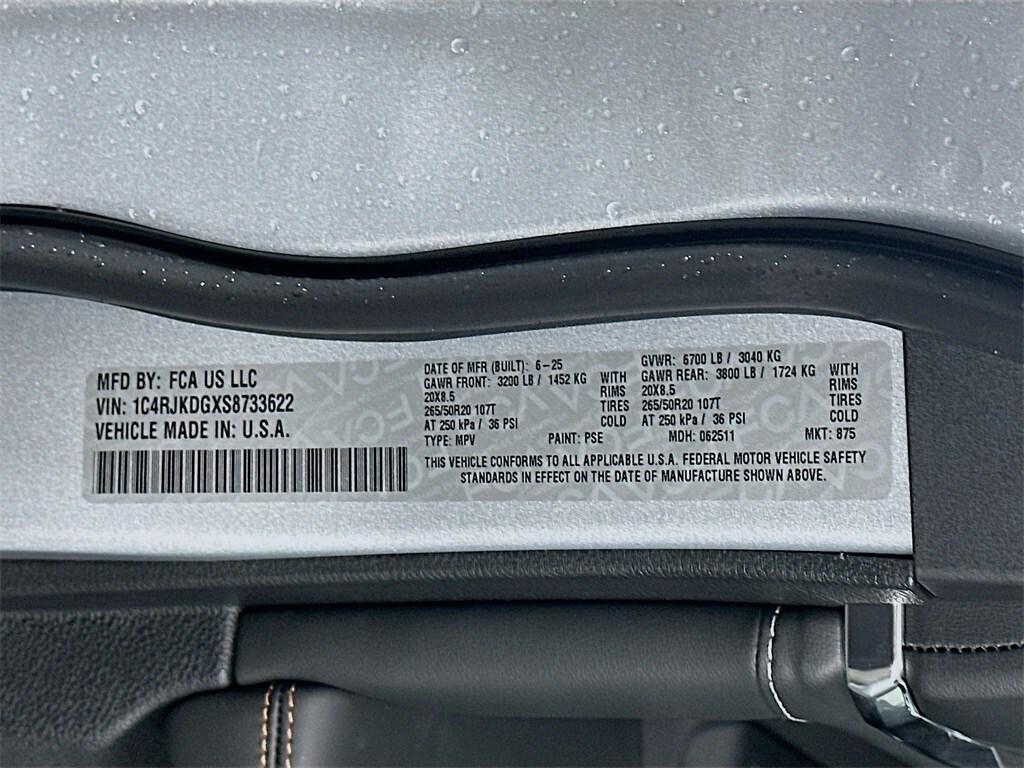 MFD BY: FCA US LLC
VIN: 1C4RJKDGXS8733622
VEHICLE MADE IN: U.S.A.
DATE OF MFR (BUILT): 6-25
GAWR FRONT: 3200 LB / 1452 KG
20X8.5
265/50R20 107T
AT 250 kPa / 36 PSI
WITH
RIMS
TIRES
COLD
GVWR: 6700 LB / 3040 KG
GAWR REAR: 3800 LB / 1724 KG
20X8.5
265/50R20 107T
AT 250 kPa / 36 PSI
WITH
RIMS
TIRES
COLD
TYPE: MPV PAINT: PSE MDH: 062511 MKT: 875
THIS VEHICLE CONFORMS TO ALL APPLICABLE U.S.A. FEDERAL MOTOR VEHICLE SAFETY
STANDARDS IN EFFECT ON THE DATE OF MANUFACTURE SHOWN ABOVE.